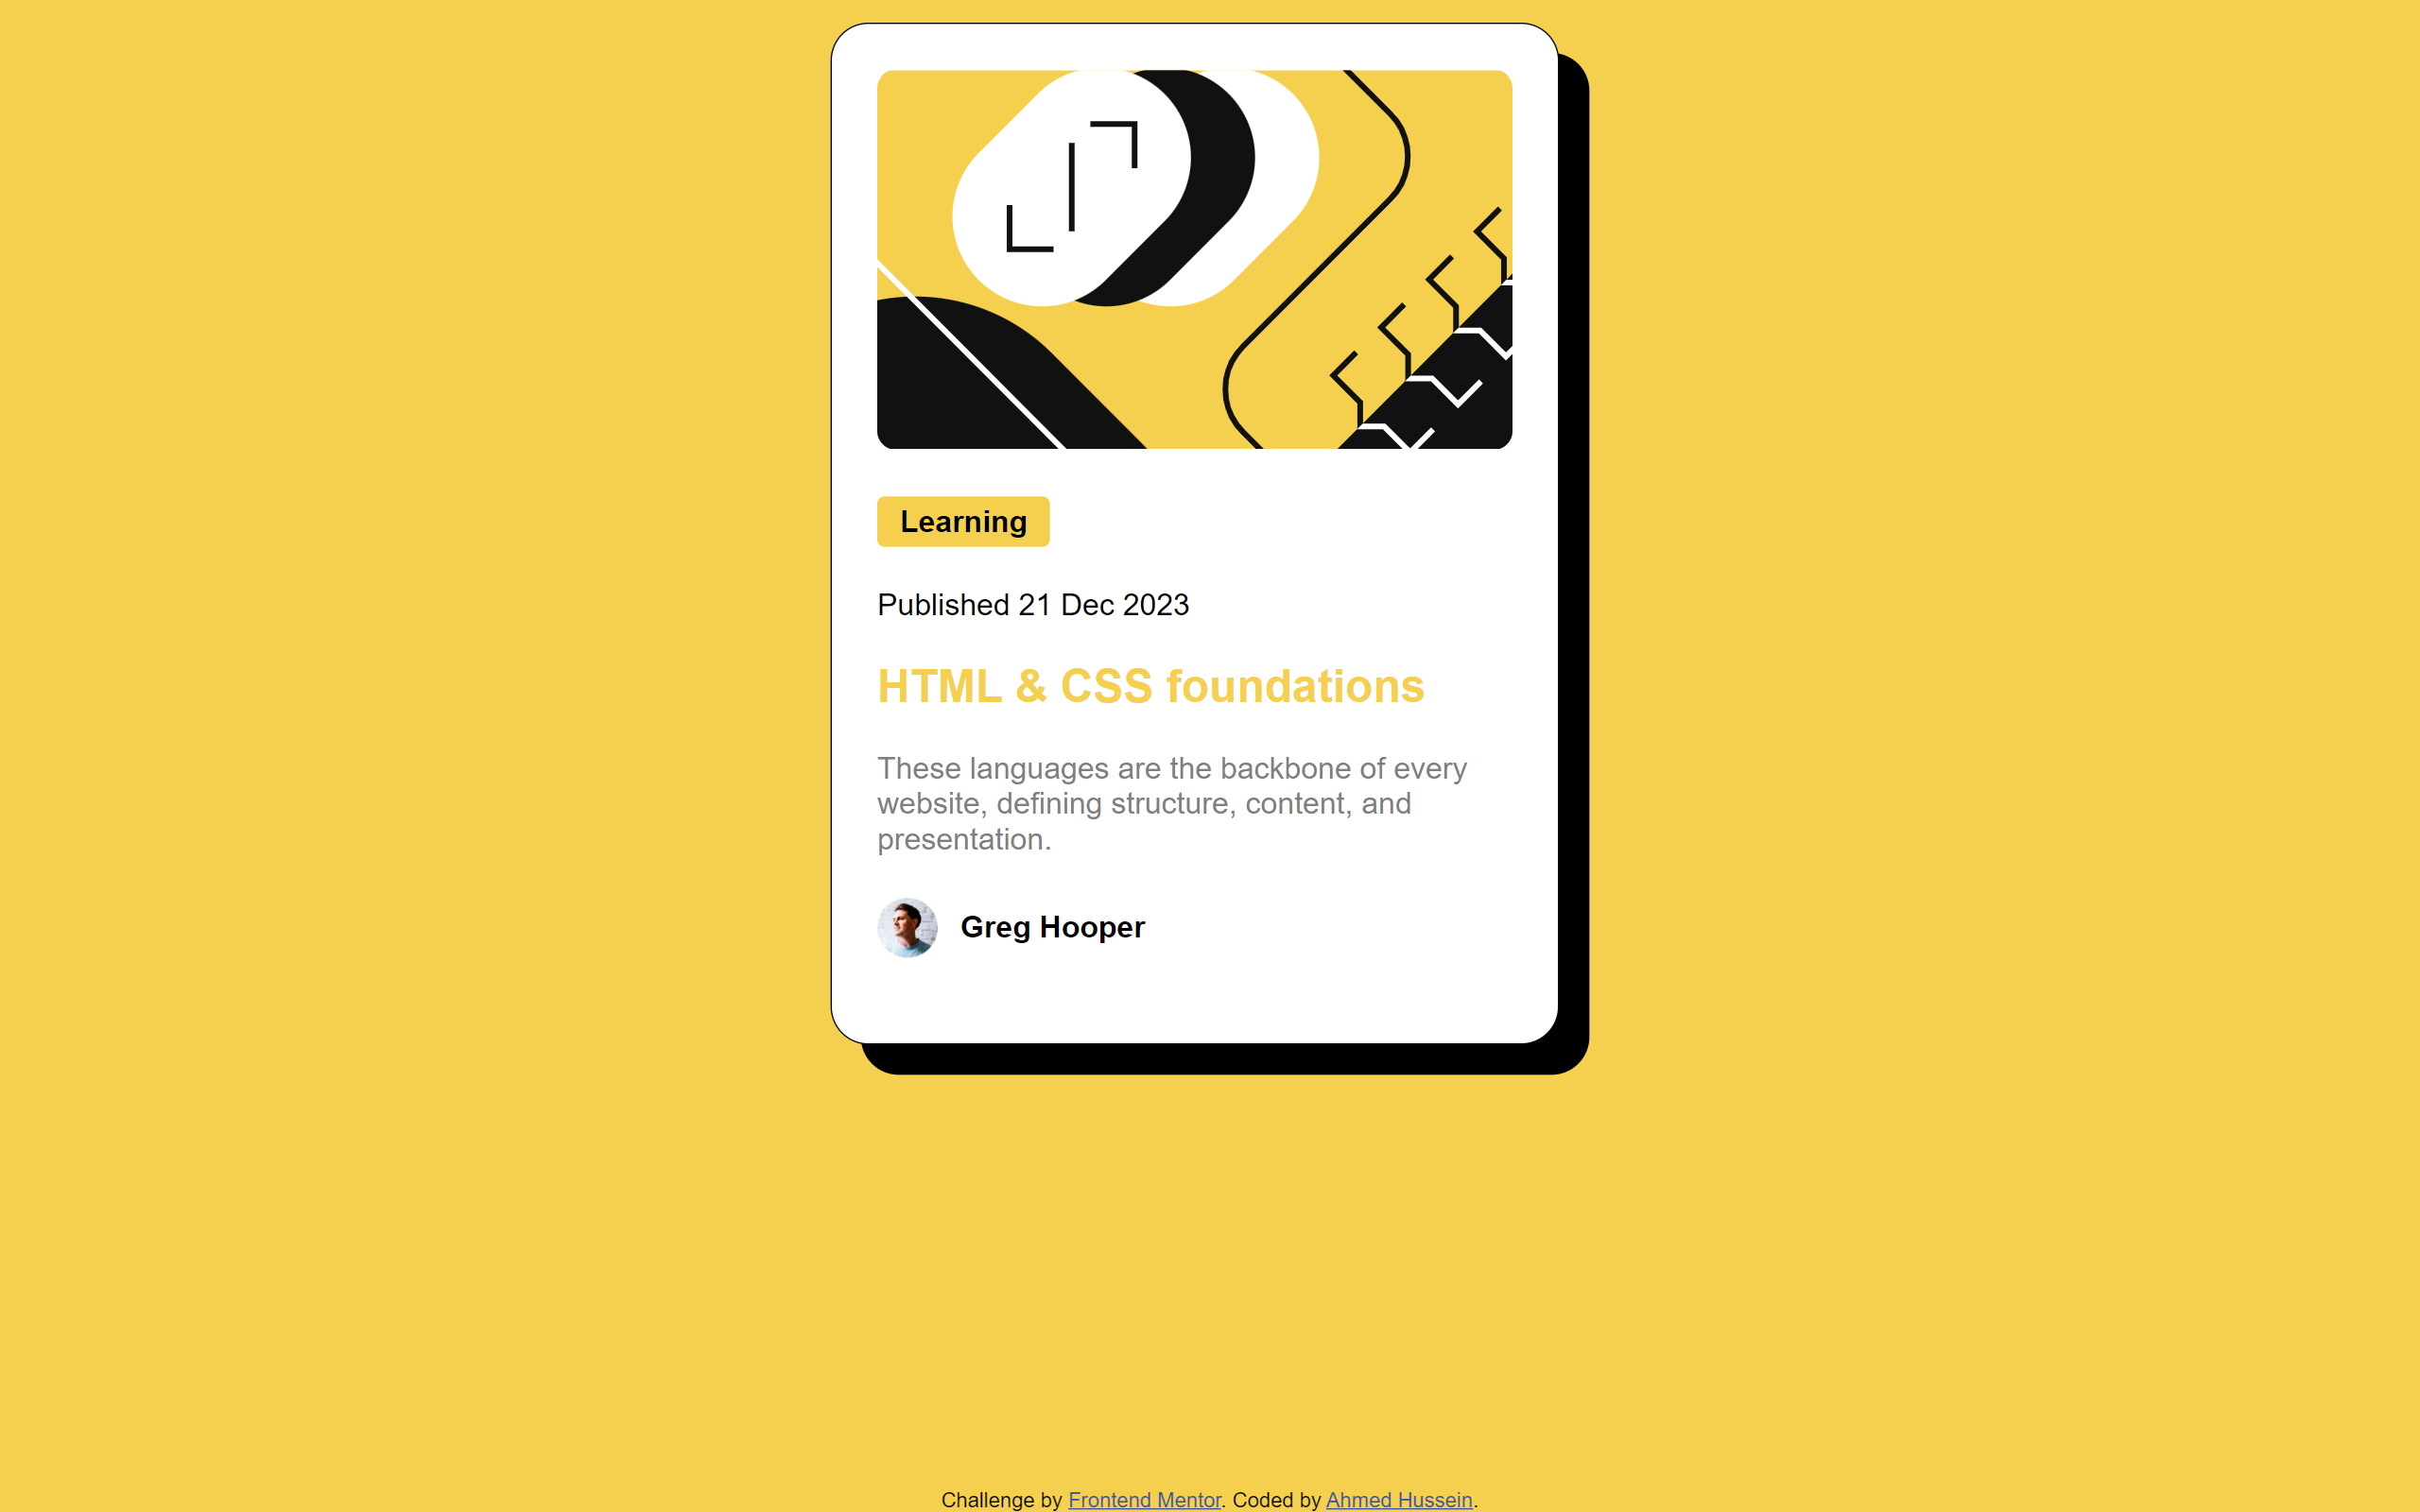 Learning
Published 21 Dec 2023
HTML & CSS foundations
These languages are the backbone of every
website, defining structure, content, and
presentation.
Greg Hooper
Challenge by Frontend Mentor. Coded by Ahmed Hussein.